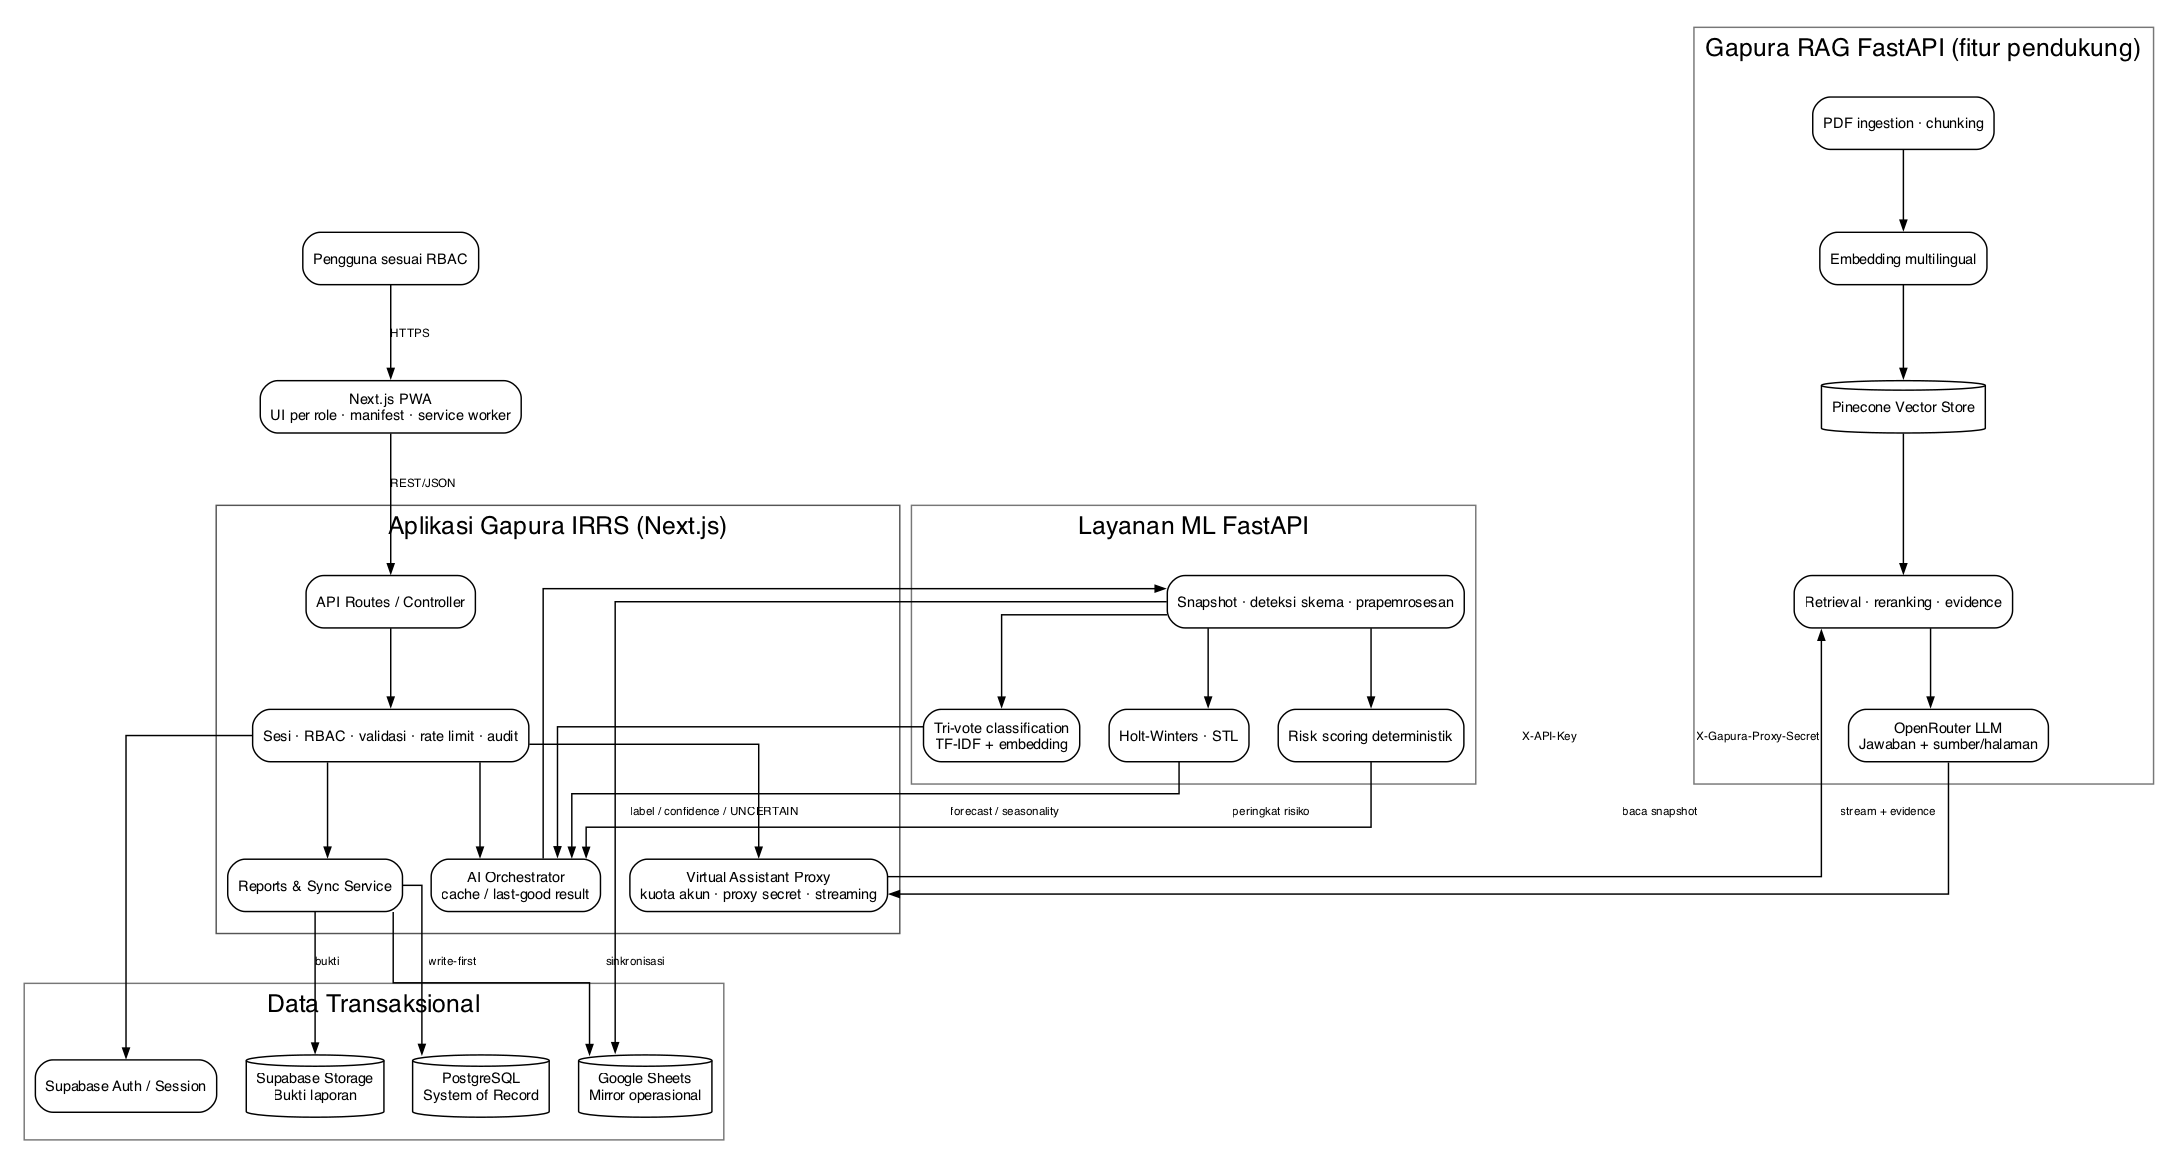 Gapura RAG FastAPI (fitur pendukung)
PDF ingestion · chunking
Pengguna sesuai RBAC
Embedding multilingual
HTTPS
Next.js PWA
UI per role · manifest · service worker
Pinecone Vector Store
REST/JSON
Aplikasi Gapura IRRS (Next.js)
Layanan ML FastAPI
API Routes / Controller
Snapshot · deteksi skema · prapemrosesan
Retrieval · reranking · evidence
Sesi · RBAC · validasi · rate limit · audit
Tri-vote classification
TF-IDF + embedding
Holt-Winters · STL
Risk scoring deterministik
X-API-Key
X-Gapura-Proxy-Secret
OpenRouter LLM
Jawaban + sumber/halaman
label / confidence / UNCERTAIN
forecast / seasonality
peringkat risiko
baca snapshot
stream + evidence
Reports & Sync Service
AI Orchestrator
cache / last-good result
Virtual Assistant Proxy
kuota akun · proxy secret · streaming
bukti
write-first
sinkronisasi
Data Transaksional
Supabase Auth / Session
Supabase Storage
Bukti laporan
PostgreSQL
System of Record
Google Sheets
Mirror operasional